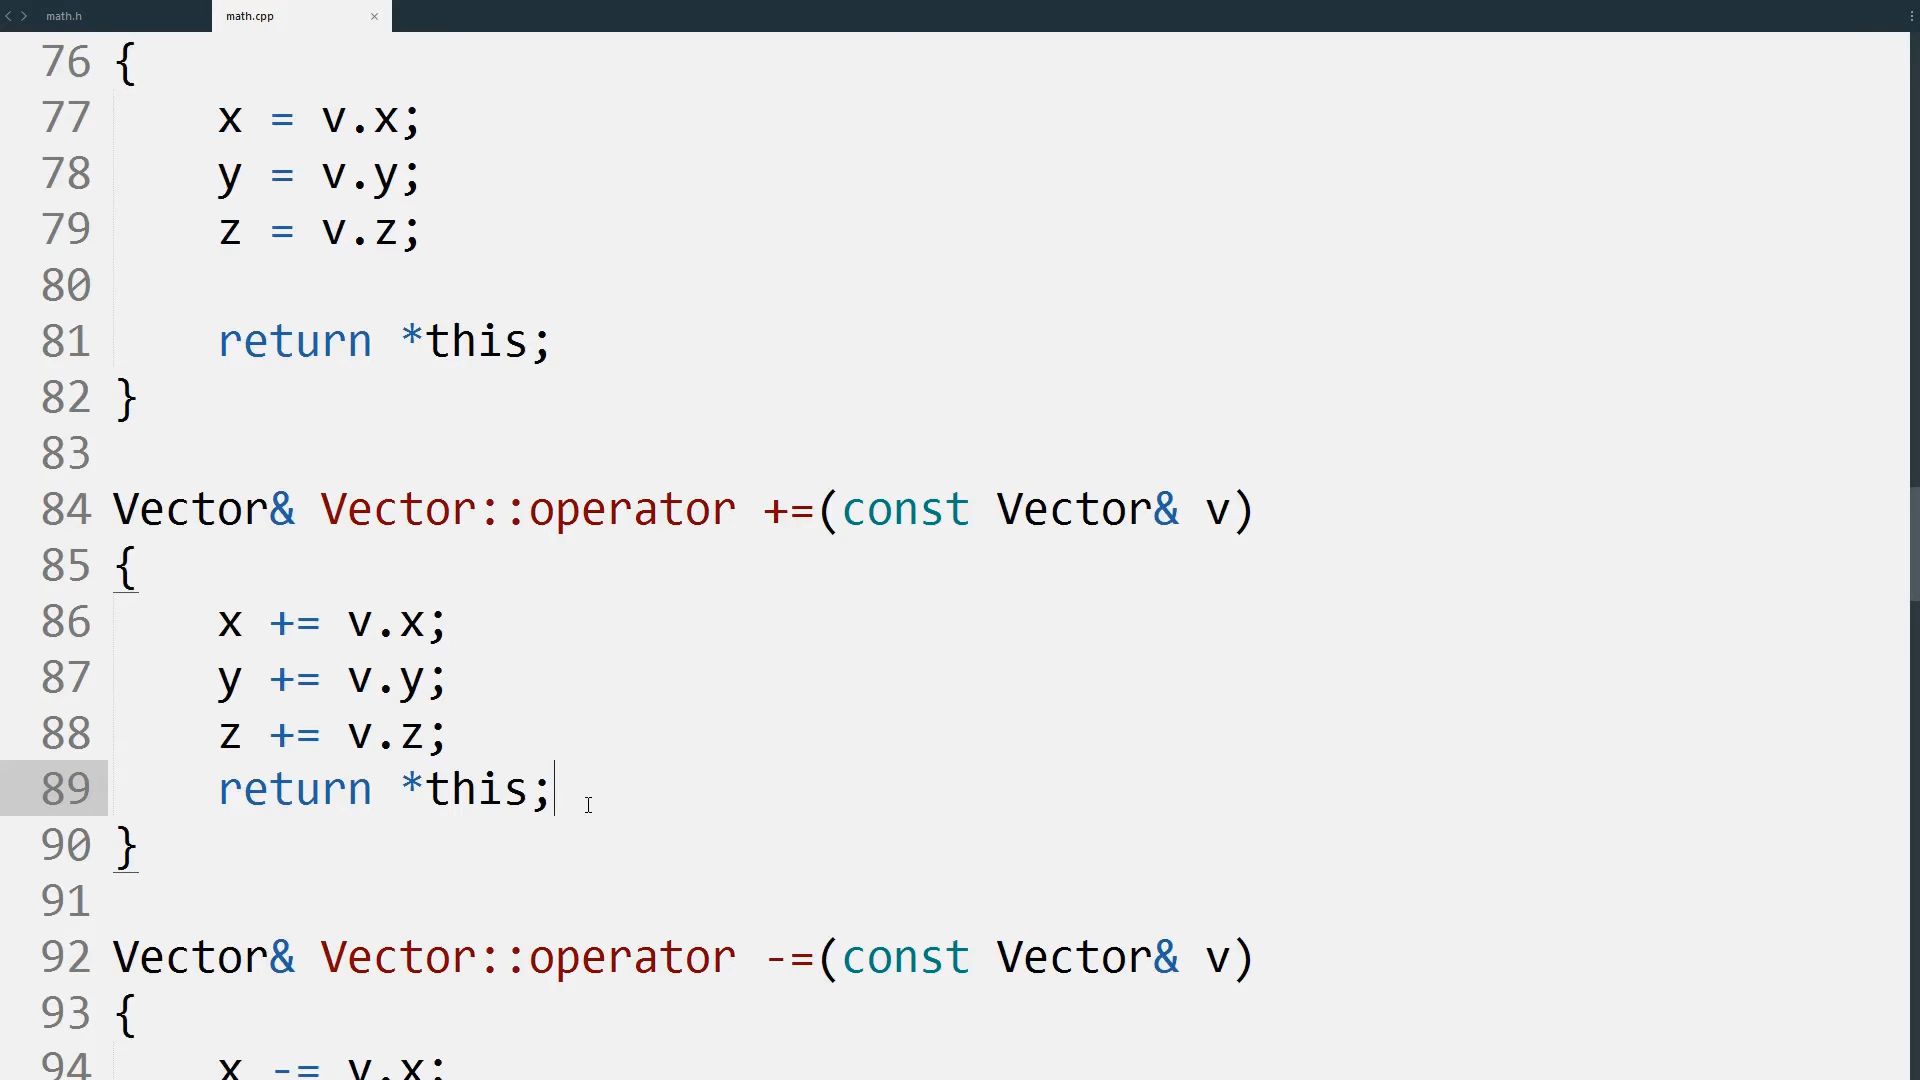 math.h
math.cpp
76 {
77 x = v.x;
78 y = v.y;
79 z = v.z;
80
81 return *this;
82 }
83
84 Vector& Vector::operator +=(const Vector& v)
85 {
86 x += v.x;
87 y += v.y;
88 z += v.z;
89 return *this;
90 }
91
92 Vector& Vector::operator -=(const Vector& v)
93 {
94 x -= v.x;